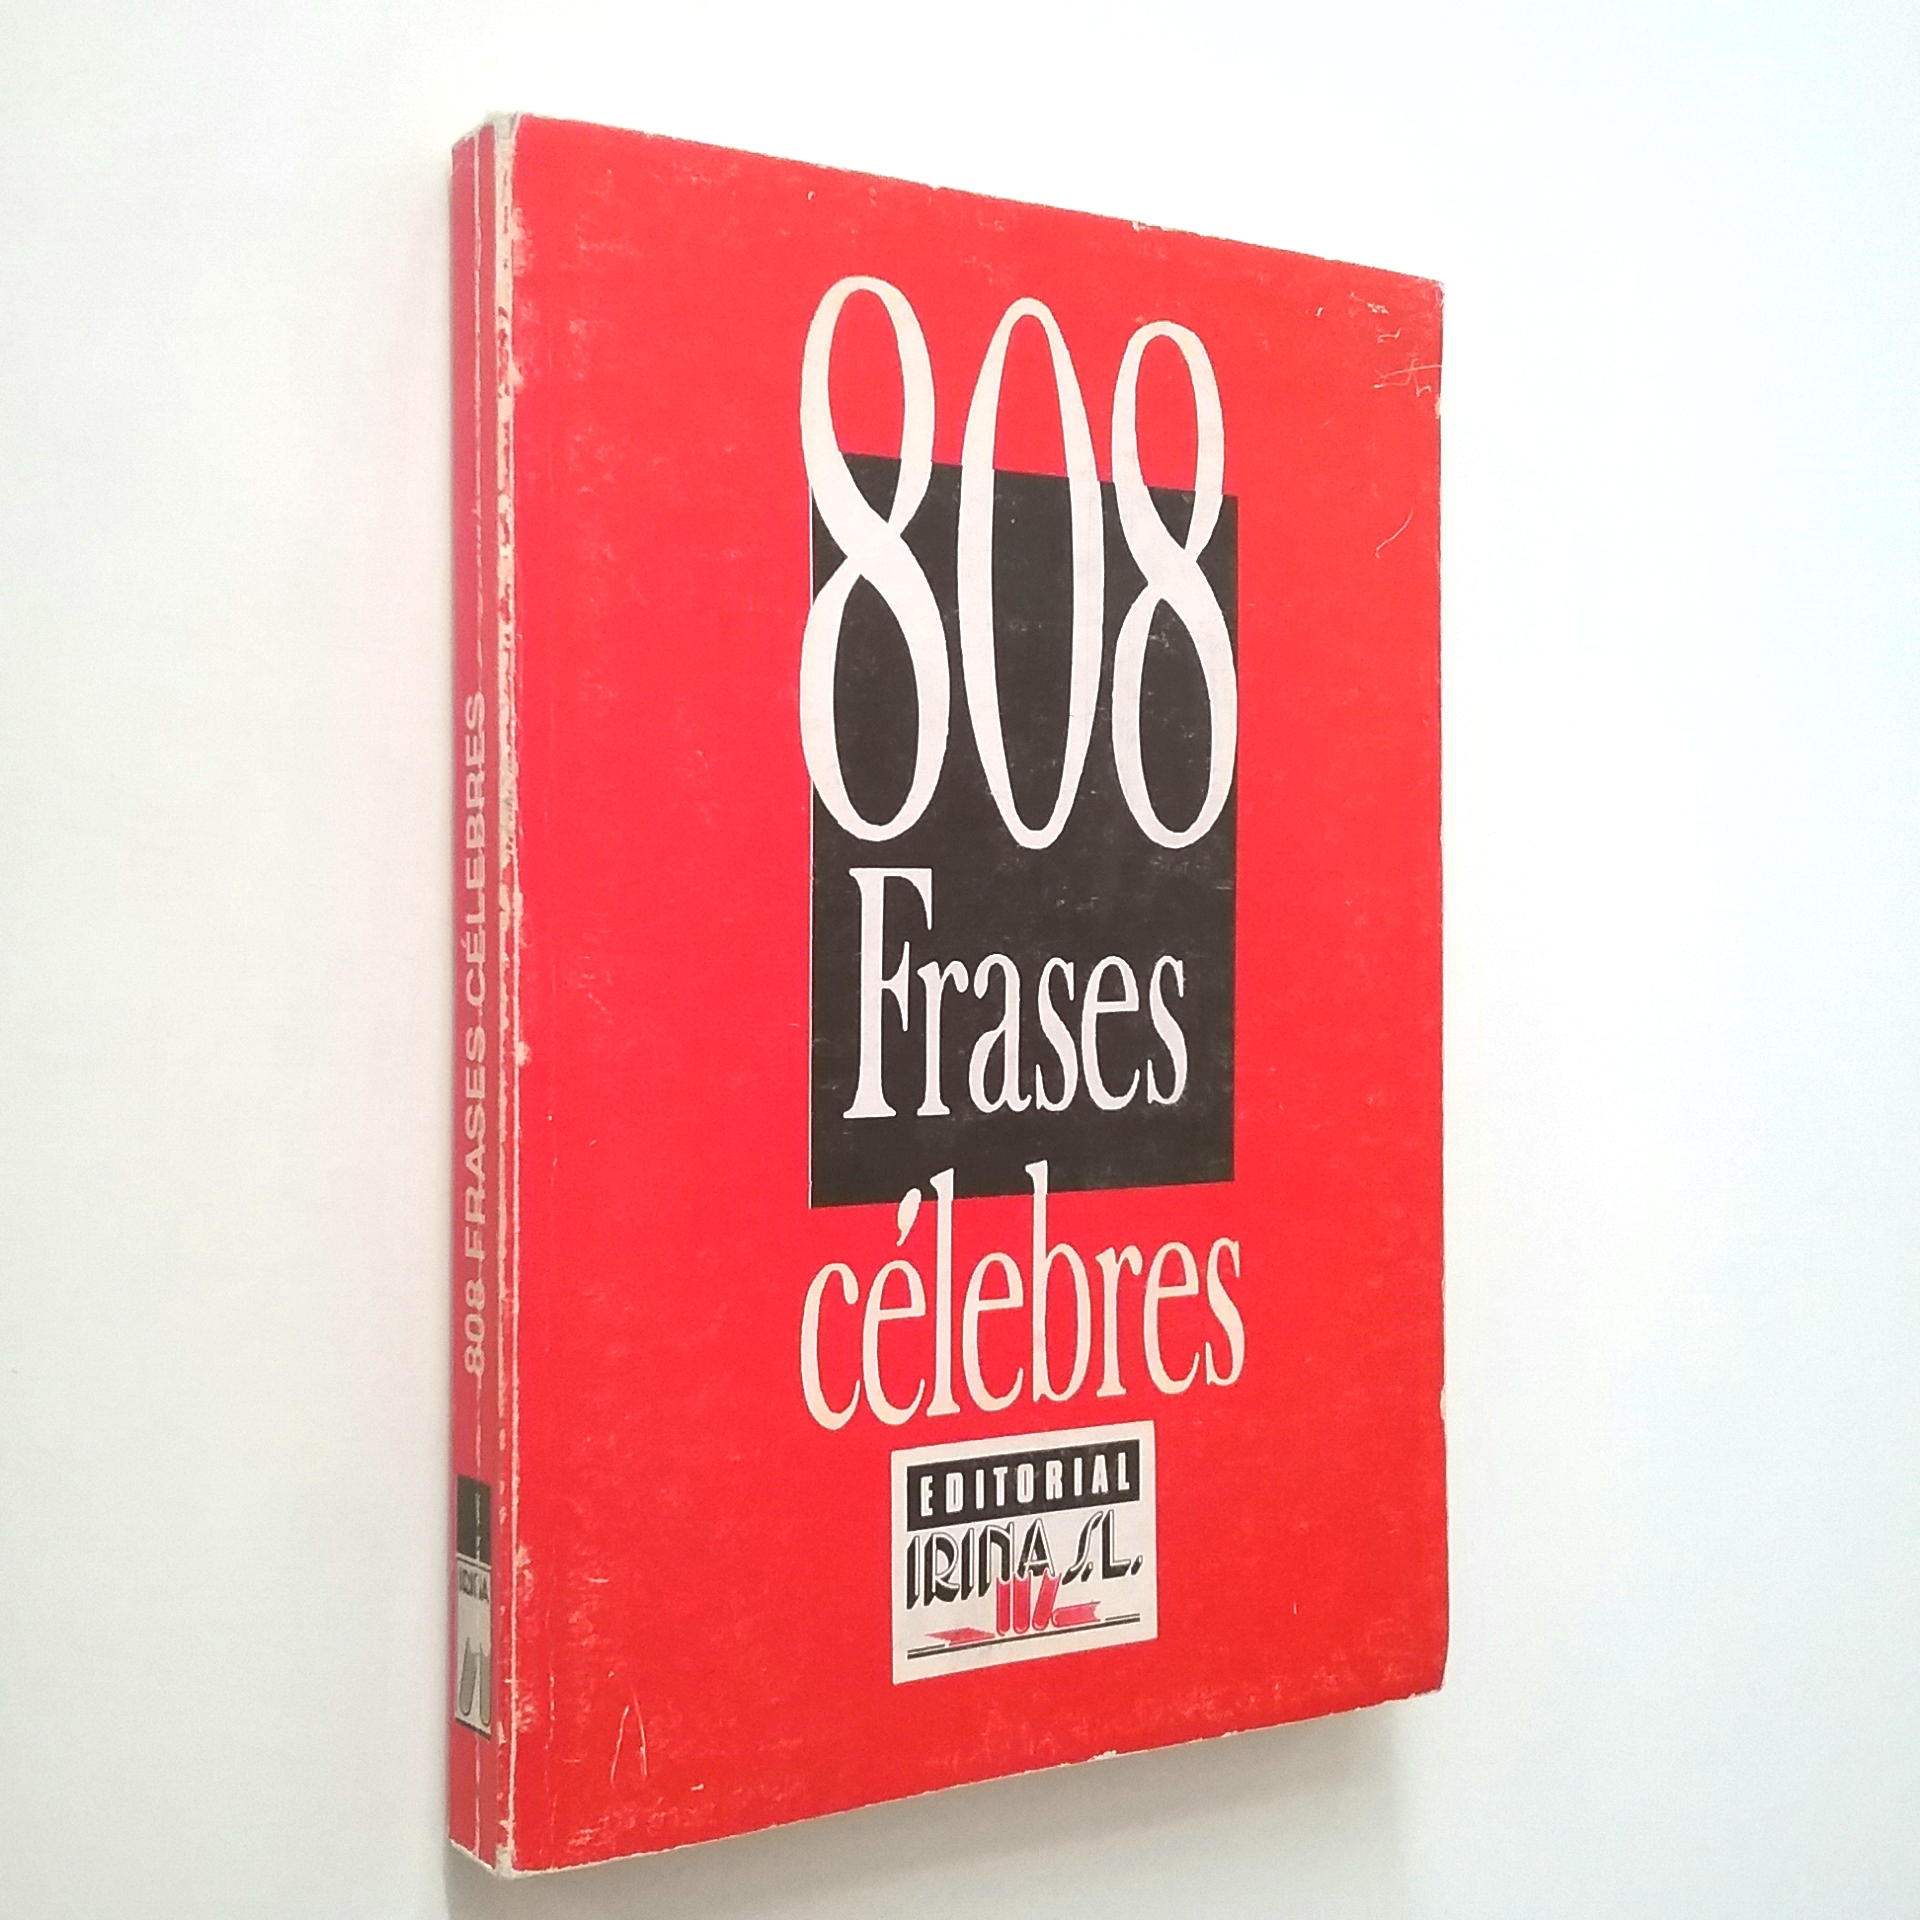 808
Frases
célebres
EDITORIAL
IRINA S.L.
808 FRASES CÉLEBRES
IRINA